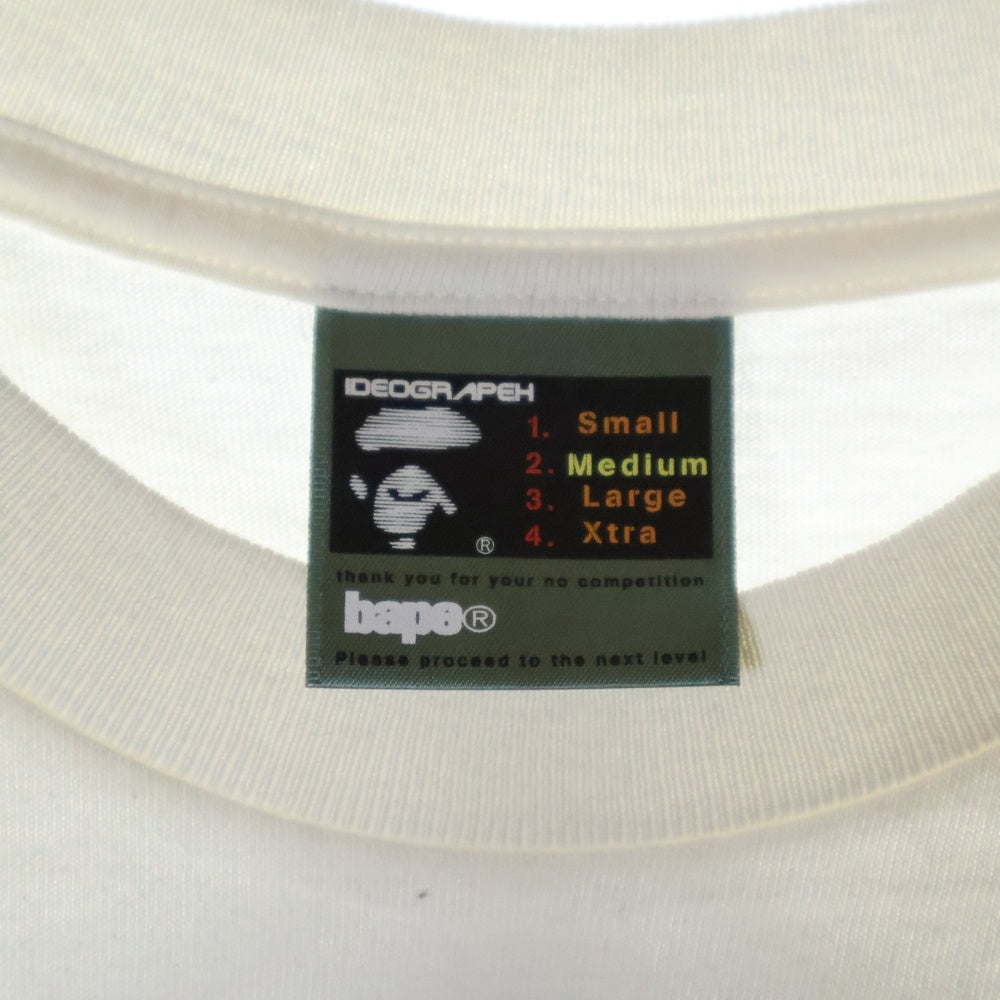 IDEOGRAPEH
1. Small
2. Medium
3. Large
4. Xtra
®
thank you for your no competition
bape®
Please proceed to the next level